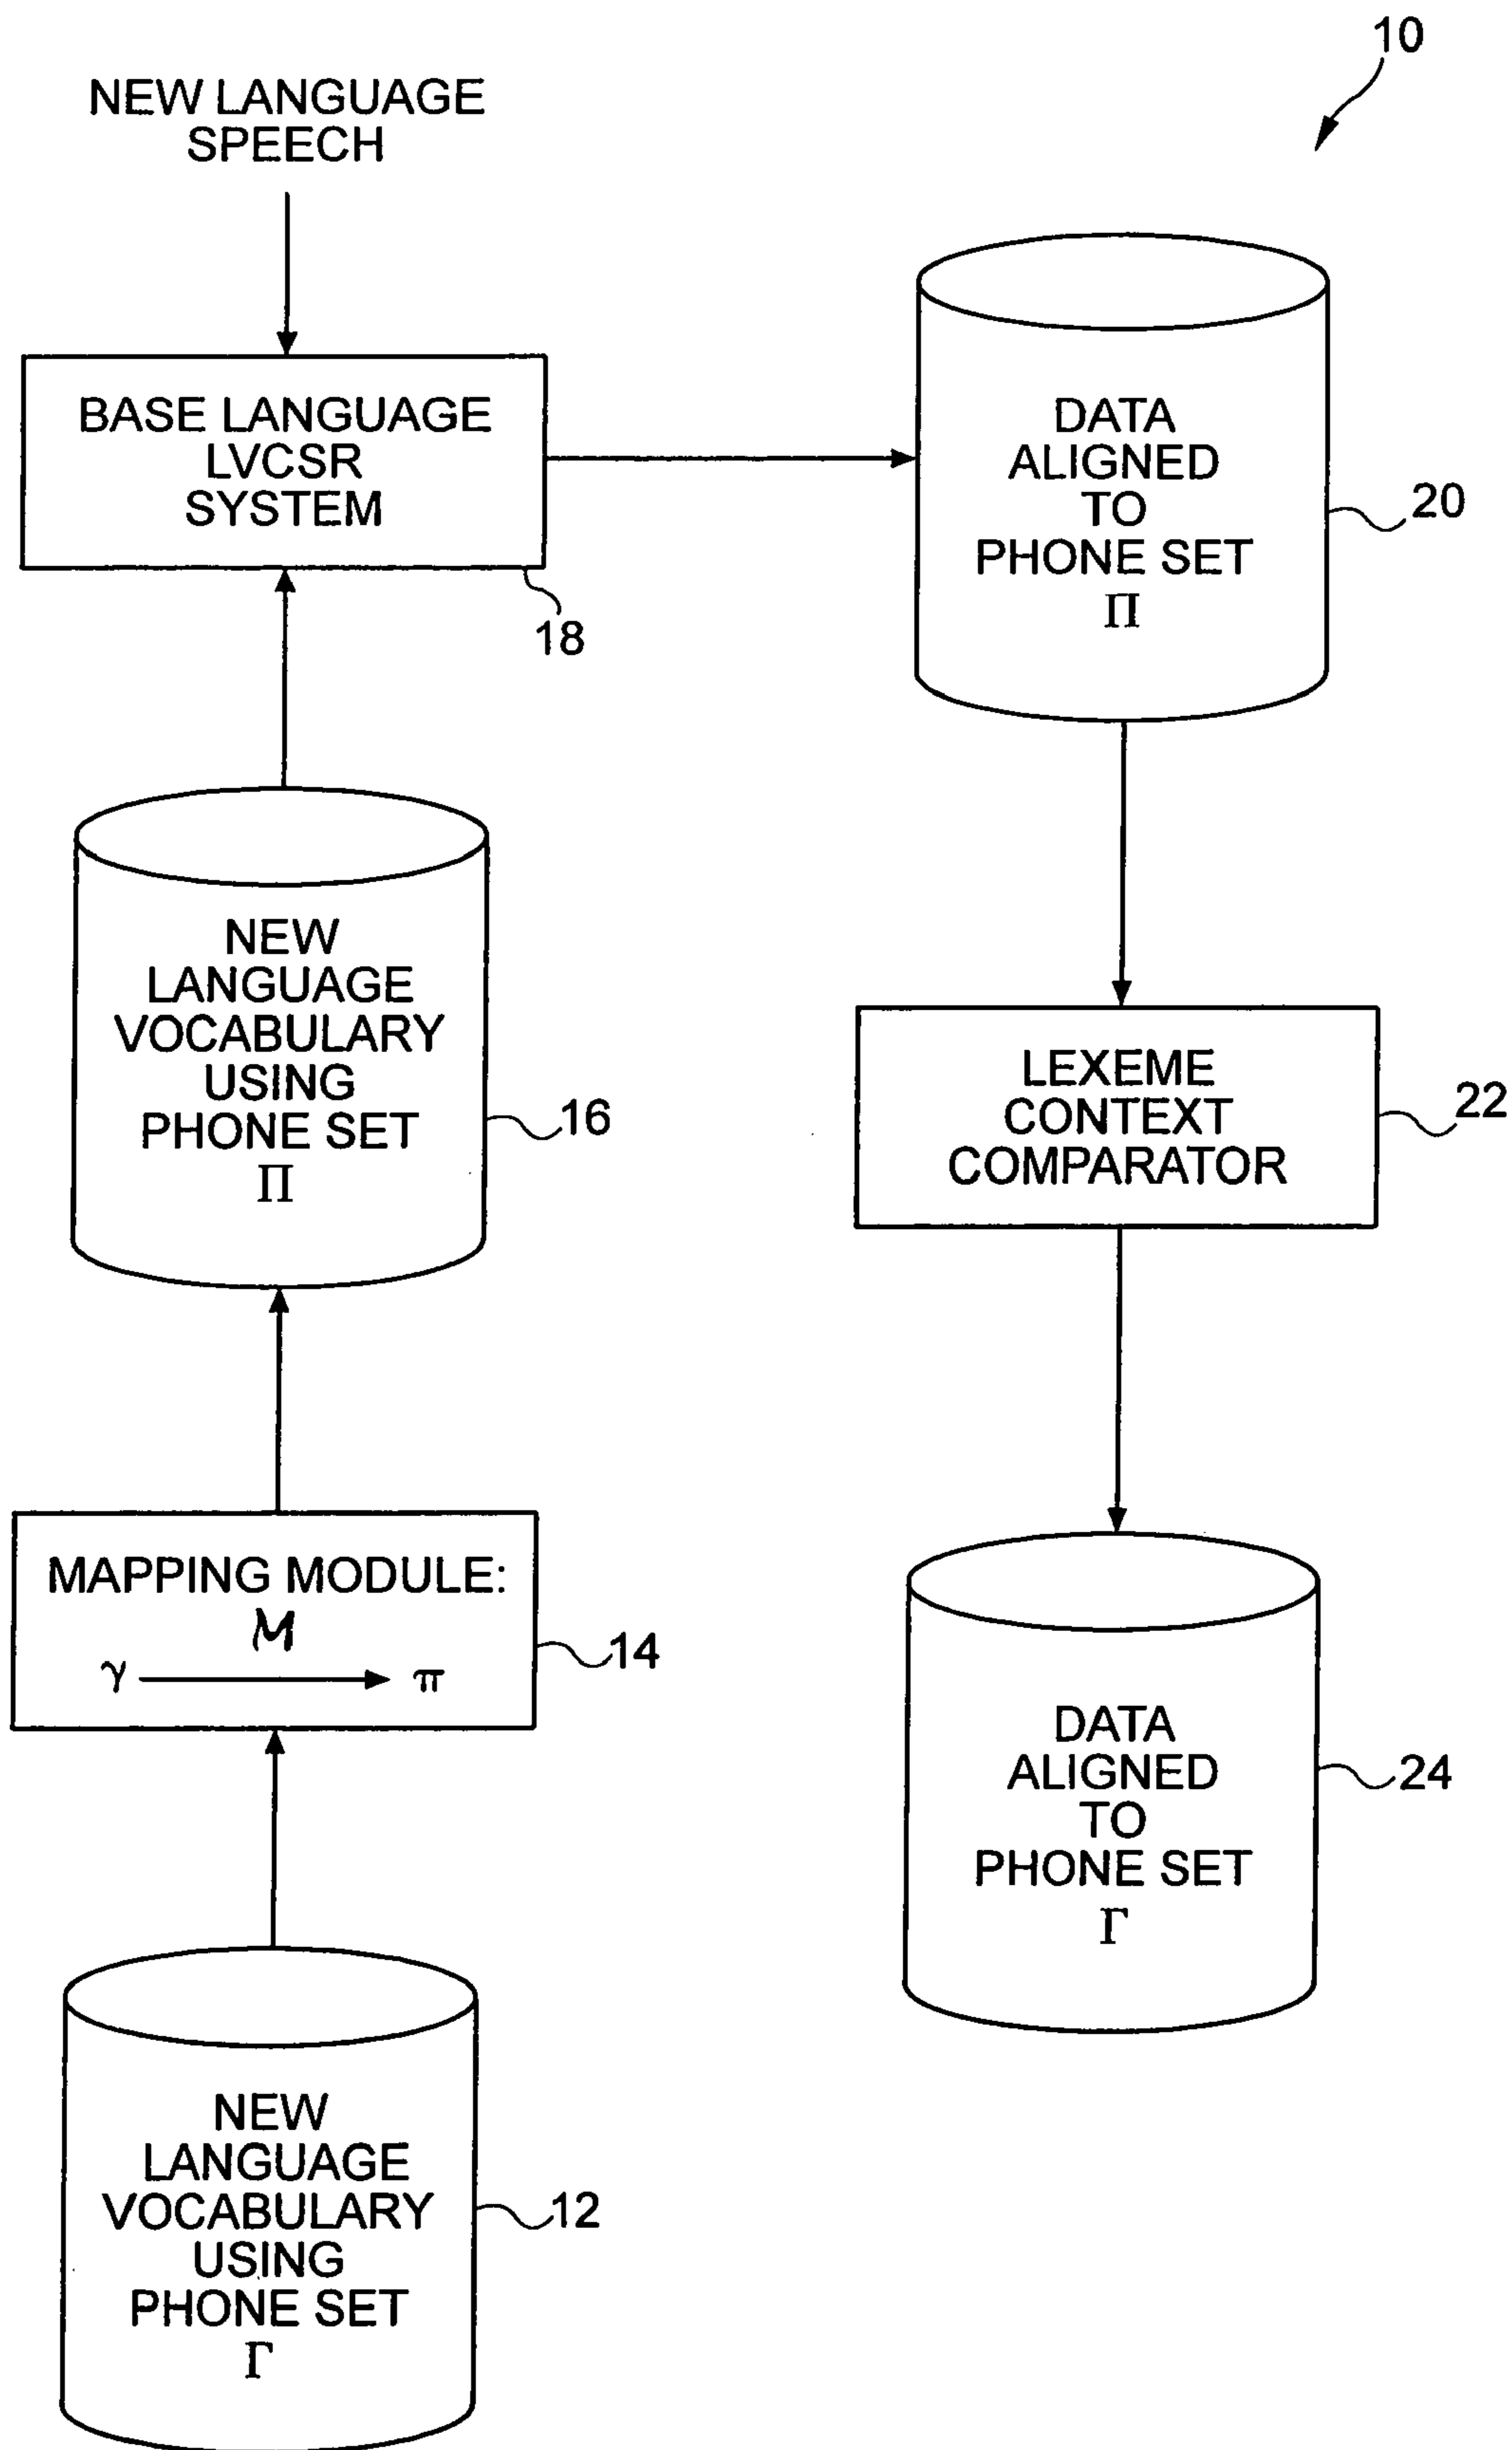 10
NEW LANGUAGE
SPEECH
BASE LANGUAGE
LVCSR
SYSTEM
18
DATA
ALIGNED
TO
PHONE SET
Π
20
NEW
LANGUAGE
VOCABULARY
USING
PHONE SET
Π
16
LEXEME
CONTEXT
COMPARATOR
22
MAPPING MODULE:
M
γ π
14
DATA
ALIGNED
TO
PHONE SET
Γ
24
NEW
LANGUAGE
VOCABULARY
USING
PHONE SET
Γ
12